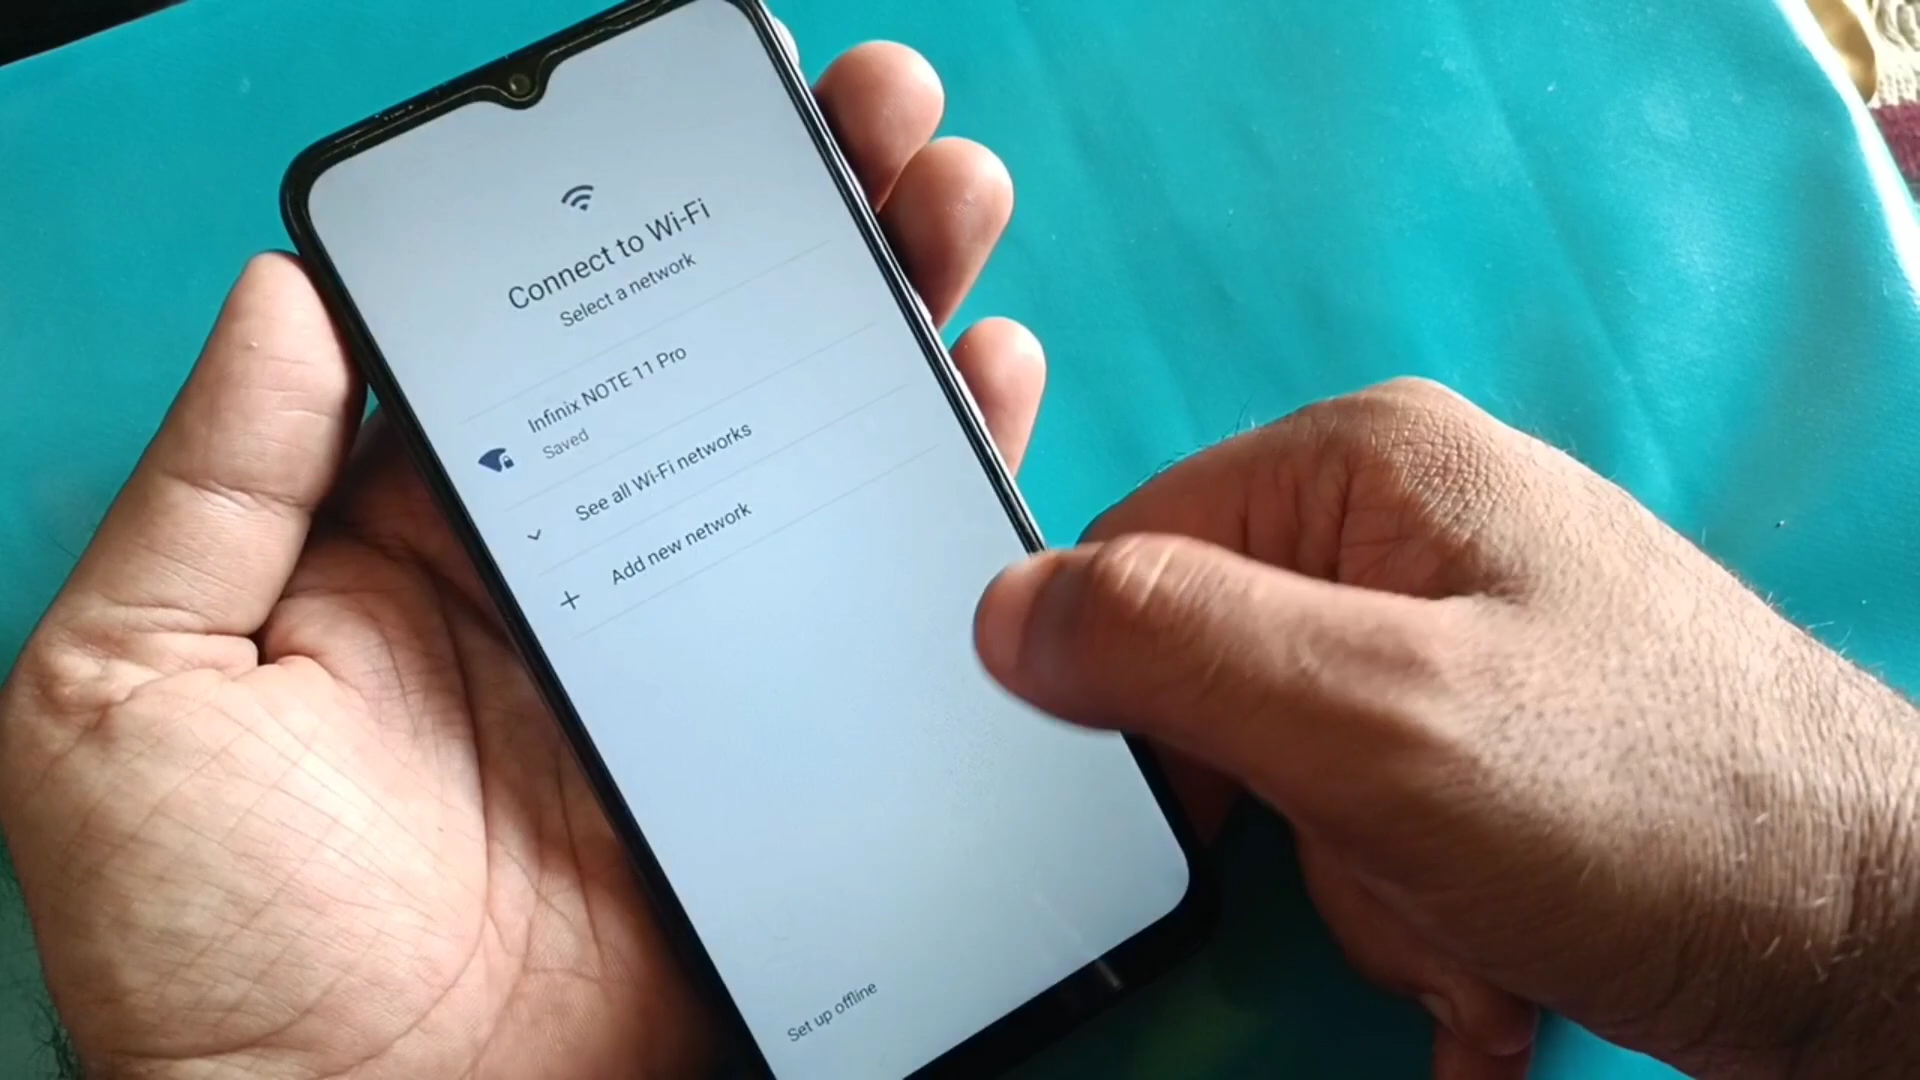 Connect to Wi-Fi
Select a network
Infinix NOTE 11 Pro
Saved
See all Wi-Fi networks
Add new network
Set up offline